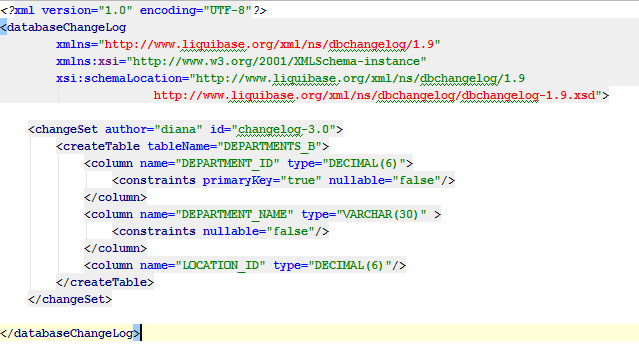 <?xml version="1.0" encoding="UTF-8"?>
<databaseChangeLog
xmlns="http://www.liquibase.org/xml/ns/dbchangelog/1.9"
xmlns:xsi="http://www.w3.org/2001/XMLSchema-instance"
xsi:schemaLocation="http://www.liquibase.org/xml/ns/dbchangelog/1.9
http://www.liquibase.org/xml/ns/dbchangelog/dbchangelog-1.9.xsd">
<changeSet author="diana" id="changelog-3.0">
<createTable tableName="DEPARTMENTS_B">
<column name="DEPARTMENT_ID" type="DECIMAL(6)">
<constraints primaryKey="true" nullable="false"/>
</column>
<column name="DEPARTMENT_NAME" type="VARCHAR(30)" >
<constraints nullable="false"/>
</column>
<column name="LOCATION_ID" type="DECIMAL(6)"/>
</createTable>
</changeSet>
</databaseChangeLog>